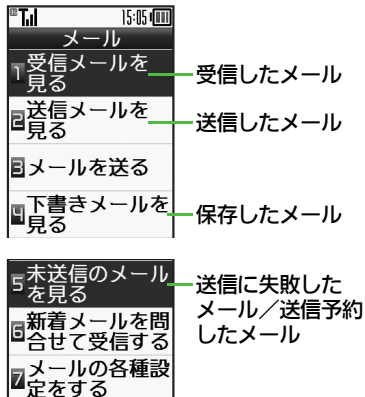 15:05
メール
1 受信メールを
見る
受信したメール
2 送信メールを
見る
送信したメール
3 メールを送る
4 下書きメールを
見る
保存したメール
5 未送信のメール
を見る
送信に失敗した
メール／送信予約
したメール
6 新着メールを問
合せて受信する
7 メールの各種設
定をする